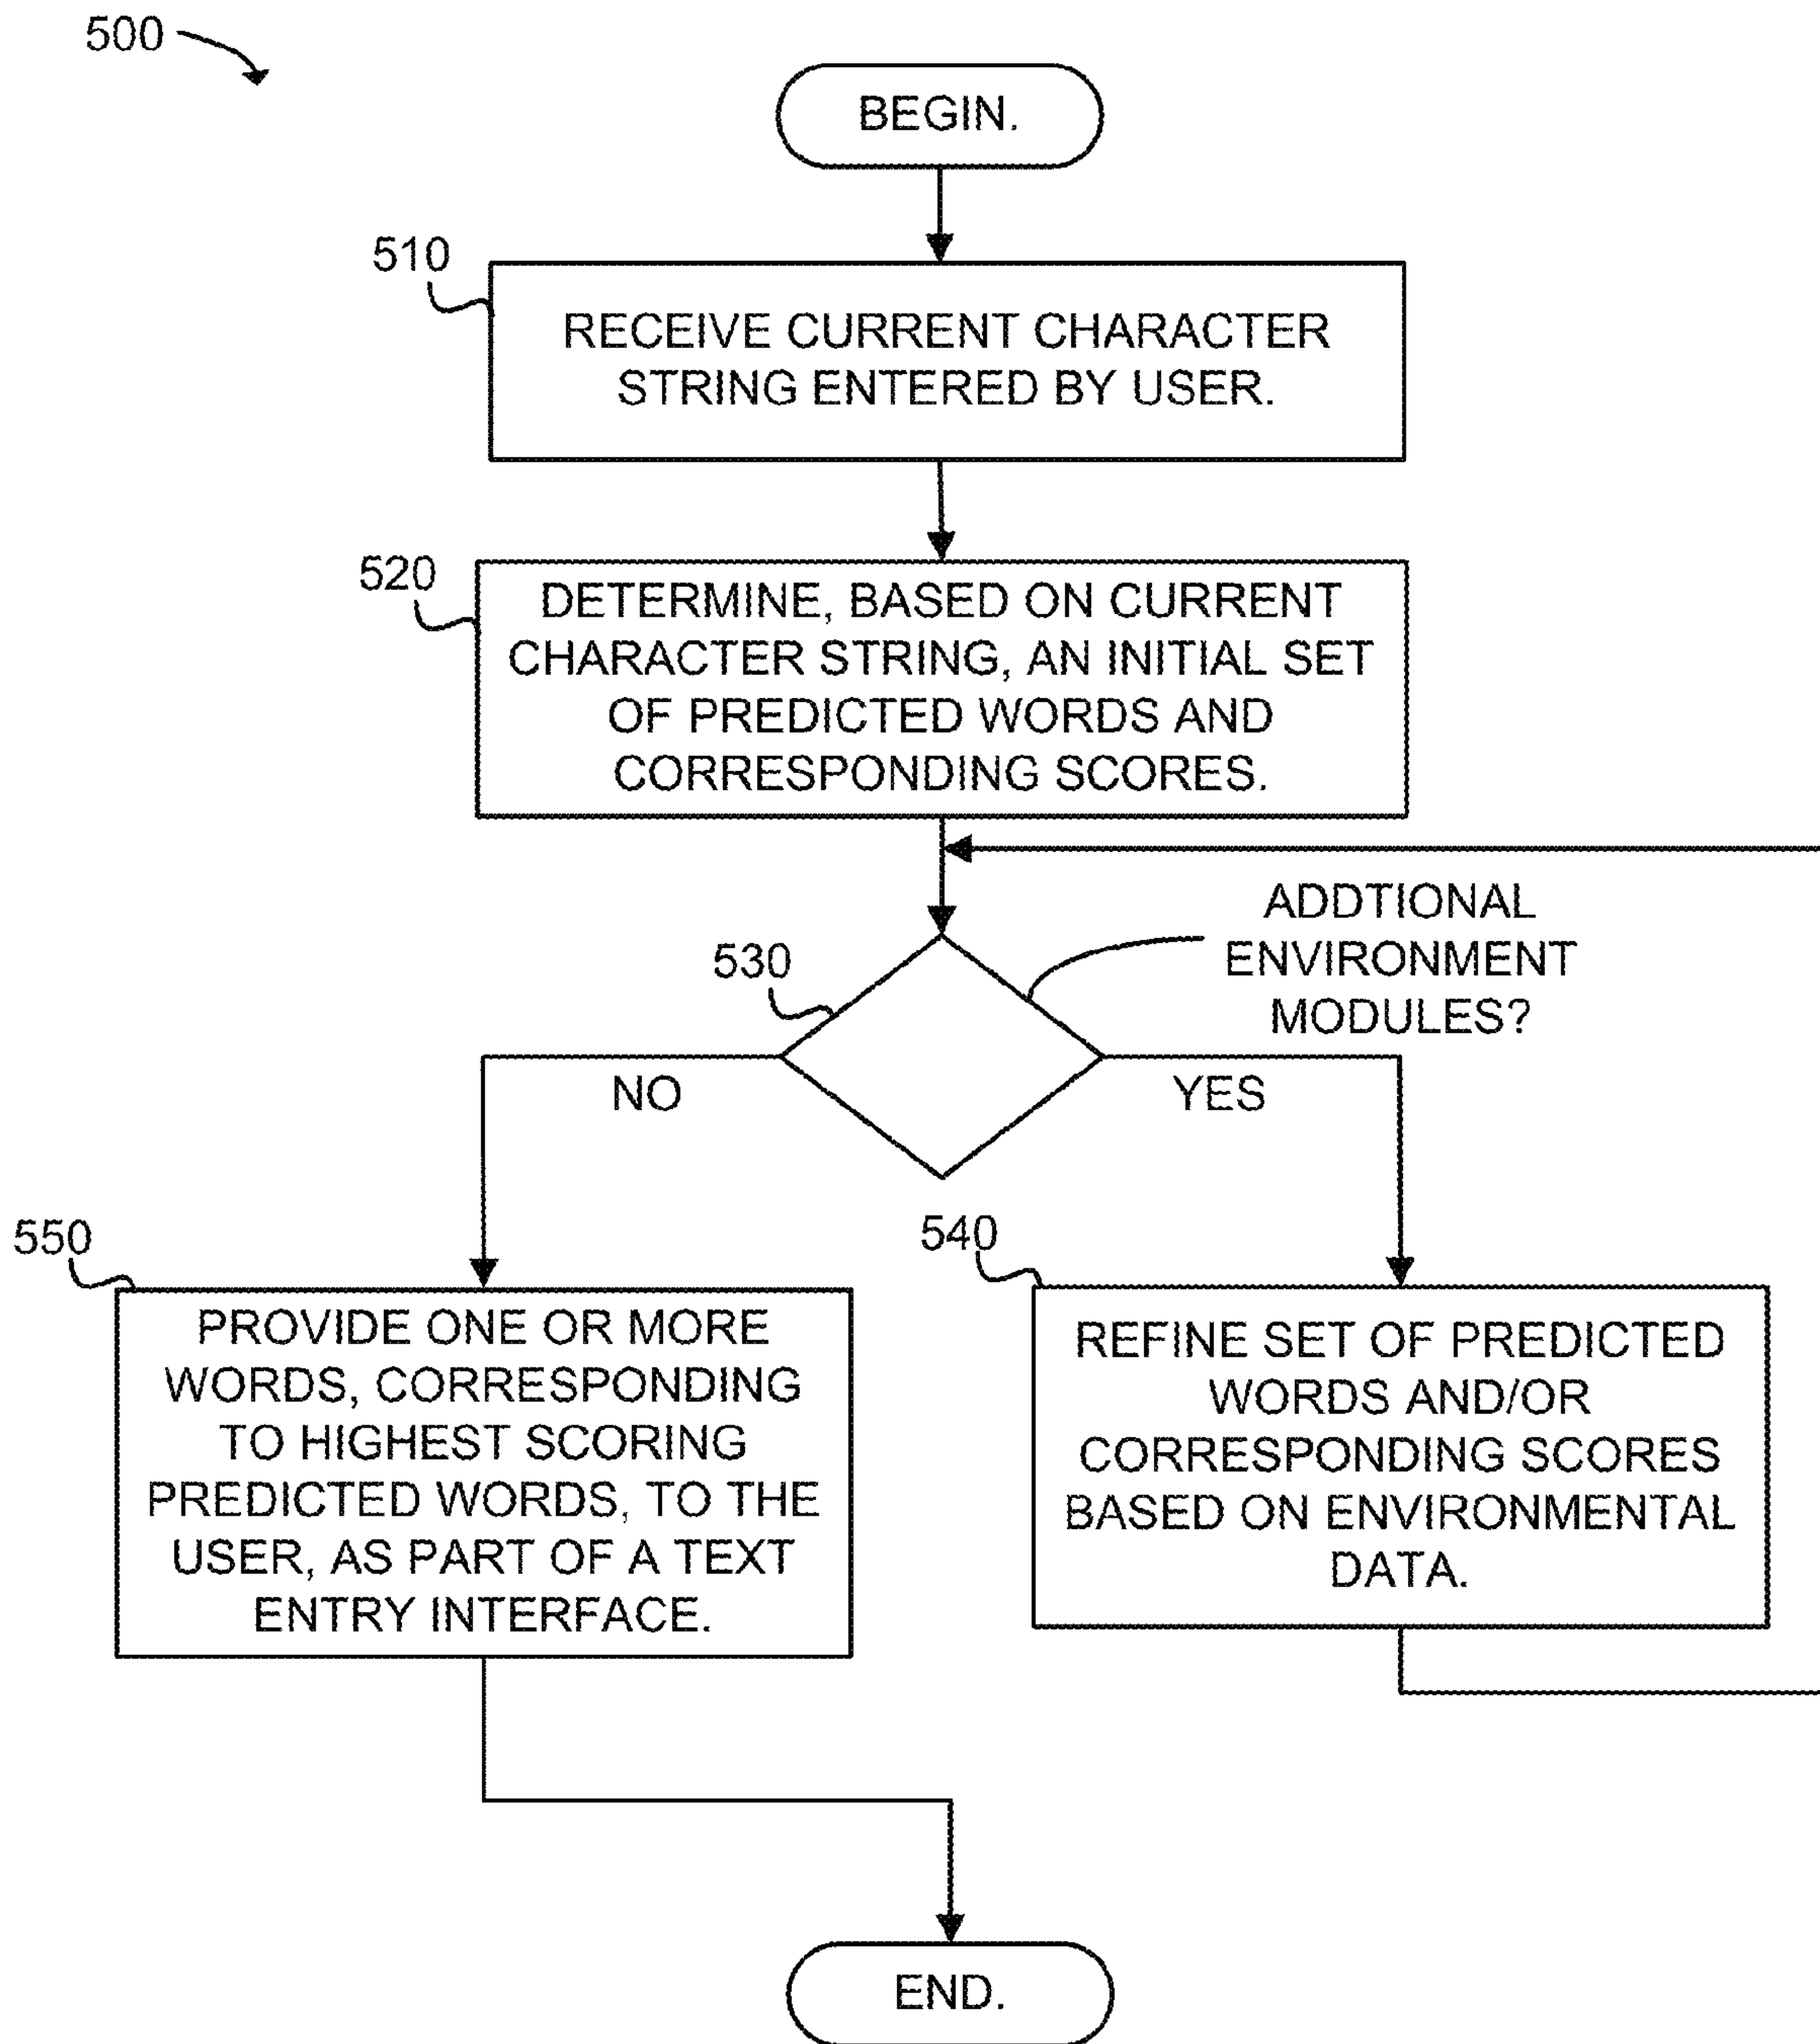 500
BEGIN.
510
RECEIVE CURRENT CHARACTER
STRING ENTERED BY USER.
520
DETERMINE, BASED ON CURRENT
CHARACTER STRING, AN INITIAL SET
OF PREDICTED WORDS AND
CORRESPONDING SCORES.
530
ADDTIONAL
ENVIRONMENT
MODULES?
NO
YES
550
PROVIDE ONE OR MORE
WORDS, CORRESPONDING
TO HIGHEST SCORING
PREDICTED WORDS, TO THE
USER, AS PART OF A TEXT
ENTRY INTERFACE.
540
REFINE SET OF PREDICTED
WORDS AND/OR
CORRESPONDING SCORES
BASED ON ENVIRONMENTAL
DATA.
END.